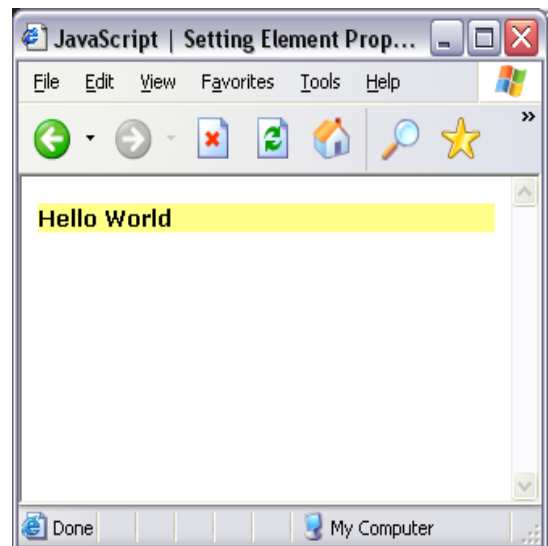 JavaScript | Setting Element Prop...
File Edit View Favorites Tools Help
»
Hello World
Done My Computer